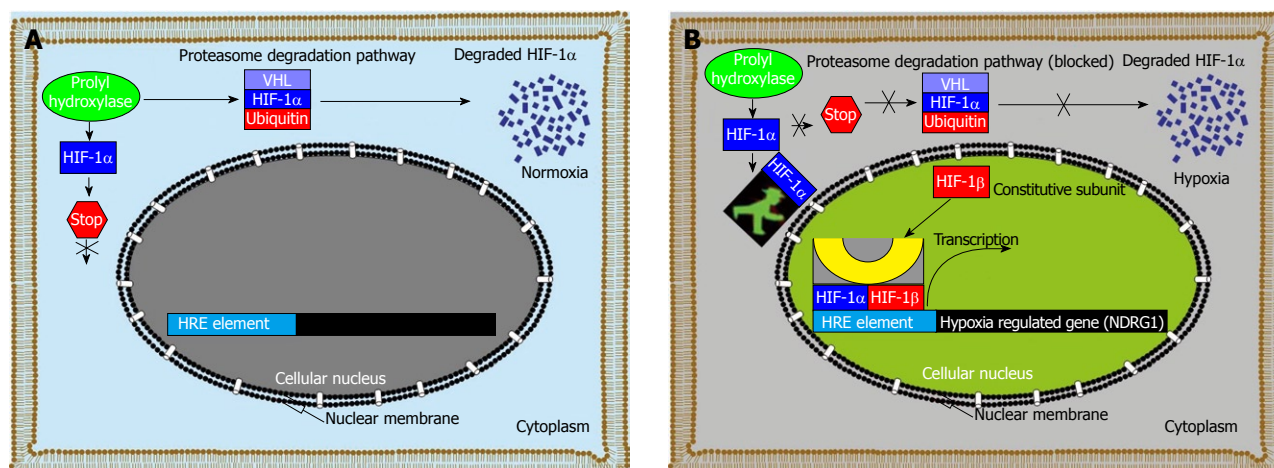 A
Proteasome degradation pathway
Degraded HIF-1α
Prolyl
hydroxylase
VHL
HIF-1α
Ubiquitin
HIF-1α
Normoxia
Stop
HRE element
Cellular nucleus
Nuclear membrane
Cytoplasm
B
Proteasome degradation pathway (blocked)
Degraded HIF-1α
Prolyl
hydroxylase
Stop
VHL
HIF-1α
Ubiquitin
HIF-1α
HIF-1α
Hypoxia
HIF-1β
Constitutive subunit
Transcription
HIF-1α
HIF-1β
HRE element
Hypoxia regulated gene (NDRG1)
Cellular nucleus
Nuclear membrane
Cytoplasm